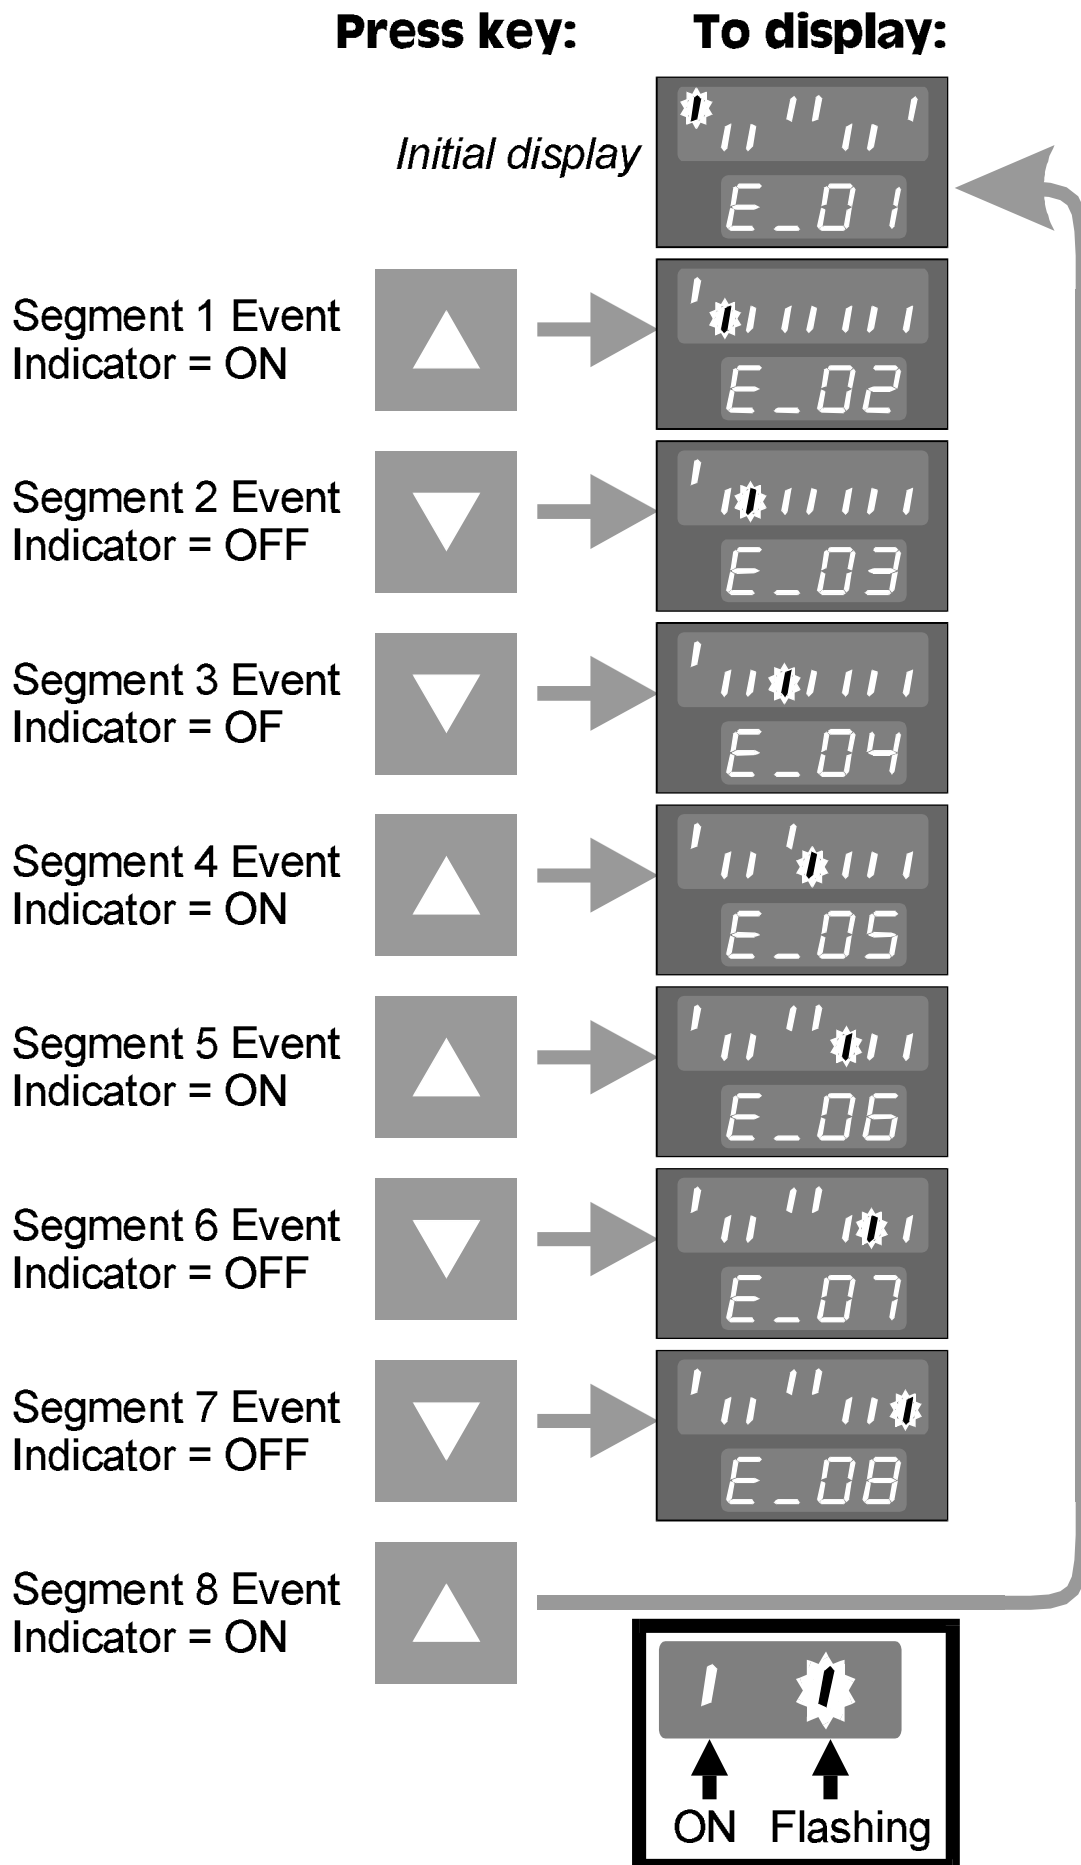 Press key: To display:
Initial display
E_01
Segment 1 Event
Indicator = ON
E_02
Segment 2 Event
Indicator = OFF
E_03
Segment 3 Event
Indicator = OF
E_04
Segment 4 Event
Indicator = ON
E_05
Segment 5 Event
Indicator = ON
E_06
Segment 6 Event
Indicator = OFF
E_07
Segment 7 Event
Indicator = OFF
E_08
Segment 8 Event
Indicator = ON
ON Flashing